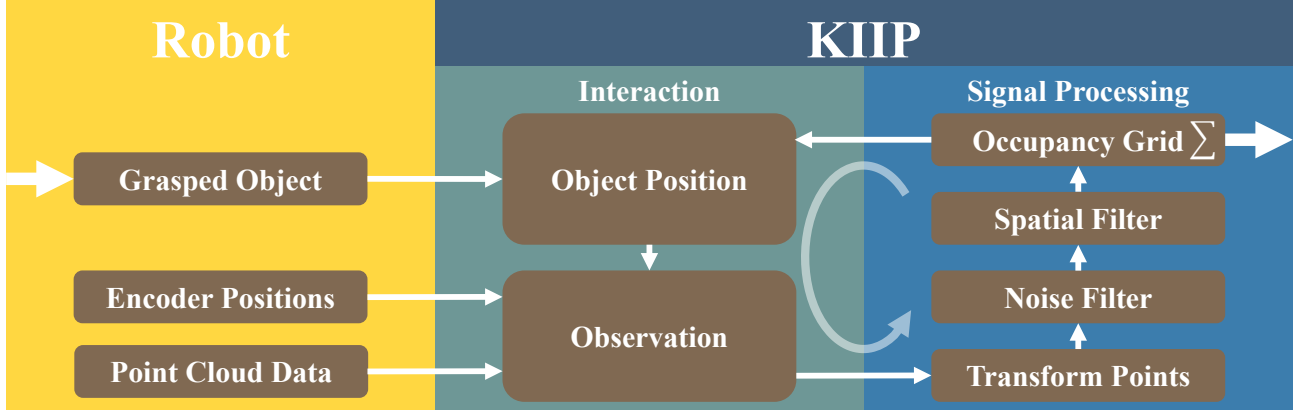 Robot
KIIP
Interaction
Signal Processing
Grasped Object
Encoder Positions
Point Cloud Data
Object Position
Observation
Occupancy Grid ∑
Spatial Filter
Noise Filter
Transform Points